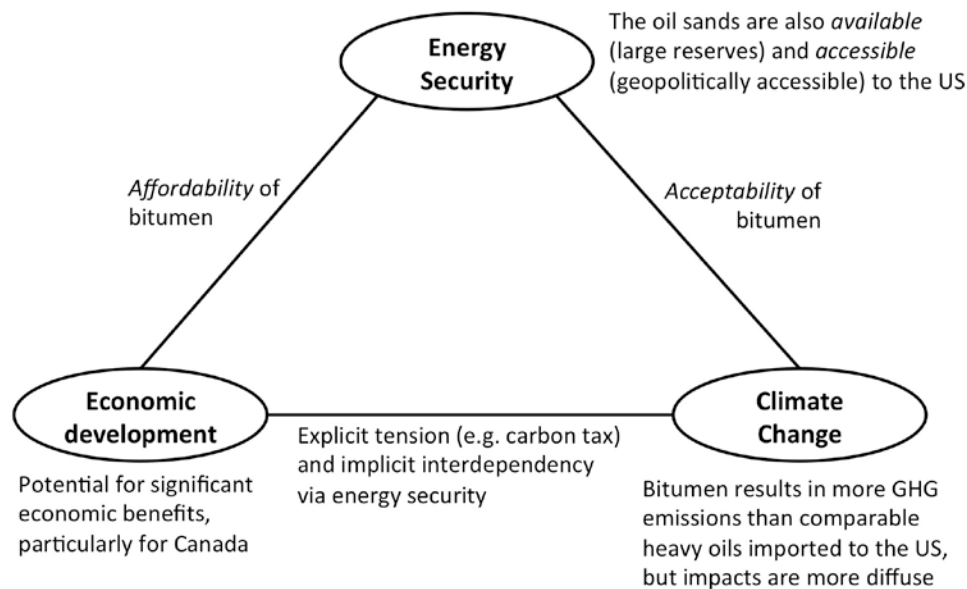 Energy
Security
The oil sands are also available
(large reserves) and accessible
(geopolitically accessible) to the US
Affordability of
bitumen
Acceptability of
bitumen
Economic
development
Explicit tension (e.g. carbon tax)
and implicit interdependency
via energy security
Climate
Change
Potential for significant
economic benefits,
particularly for Canada
Bitumen results in more GHG
emissions than comparable
heavy oils imported to the US,
but impacts are more diffuse